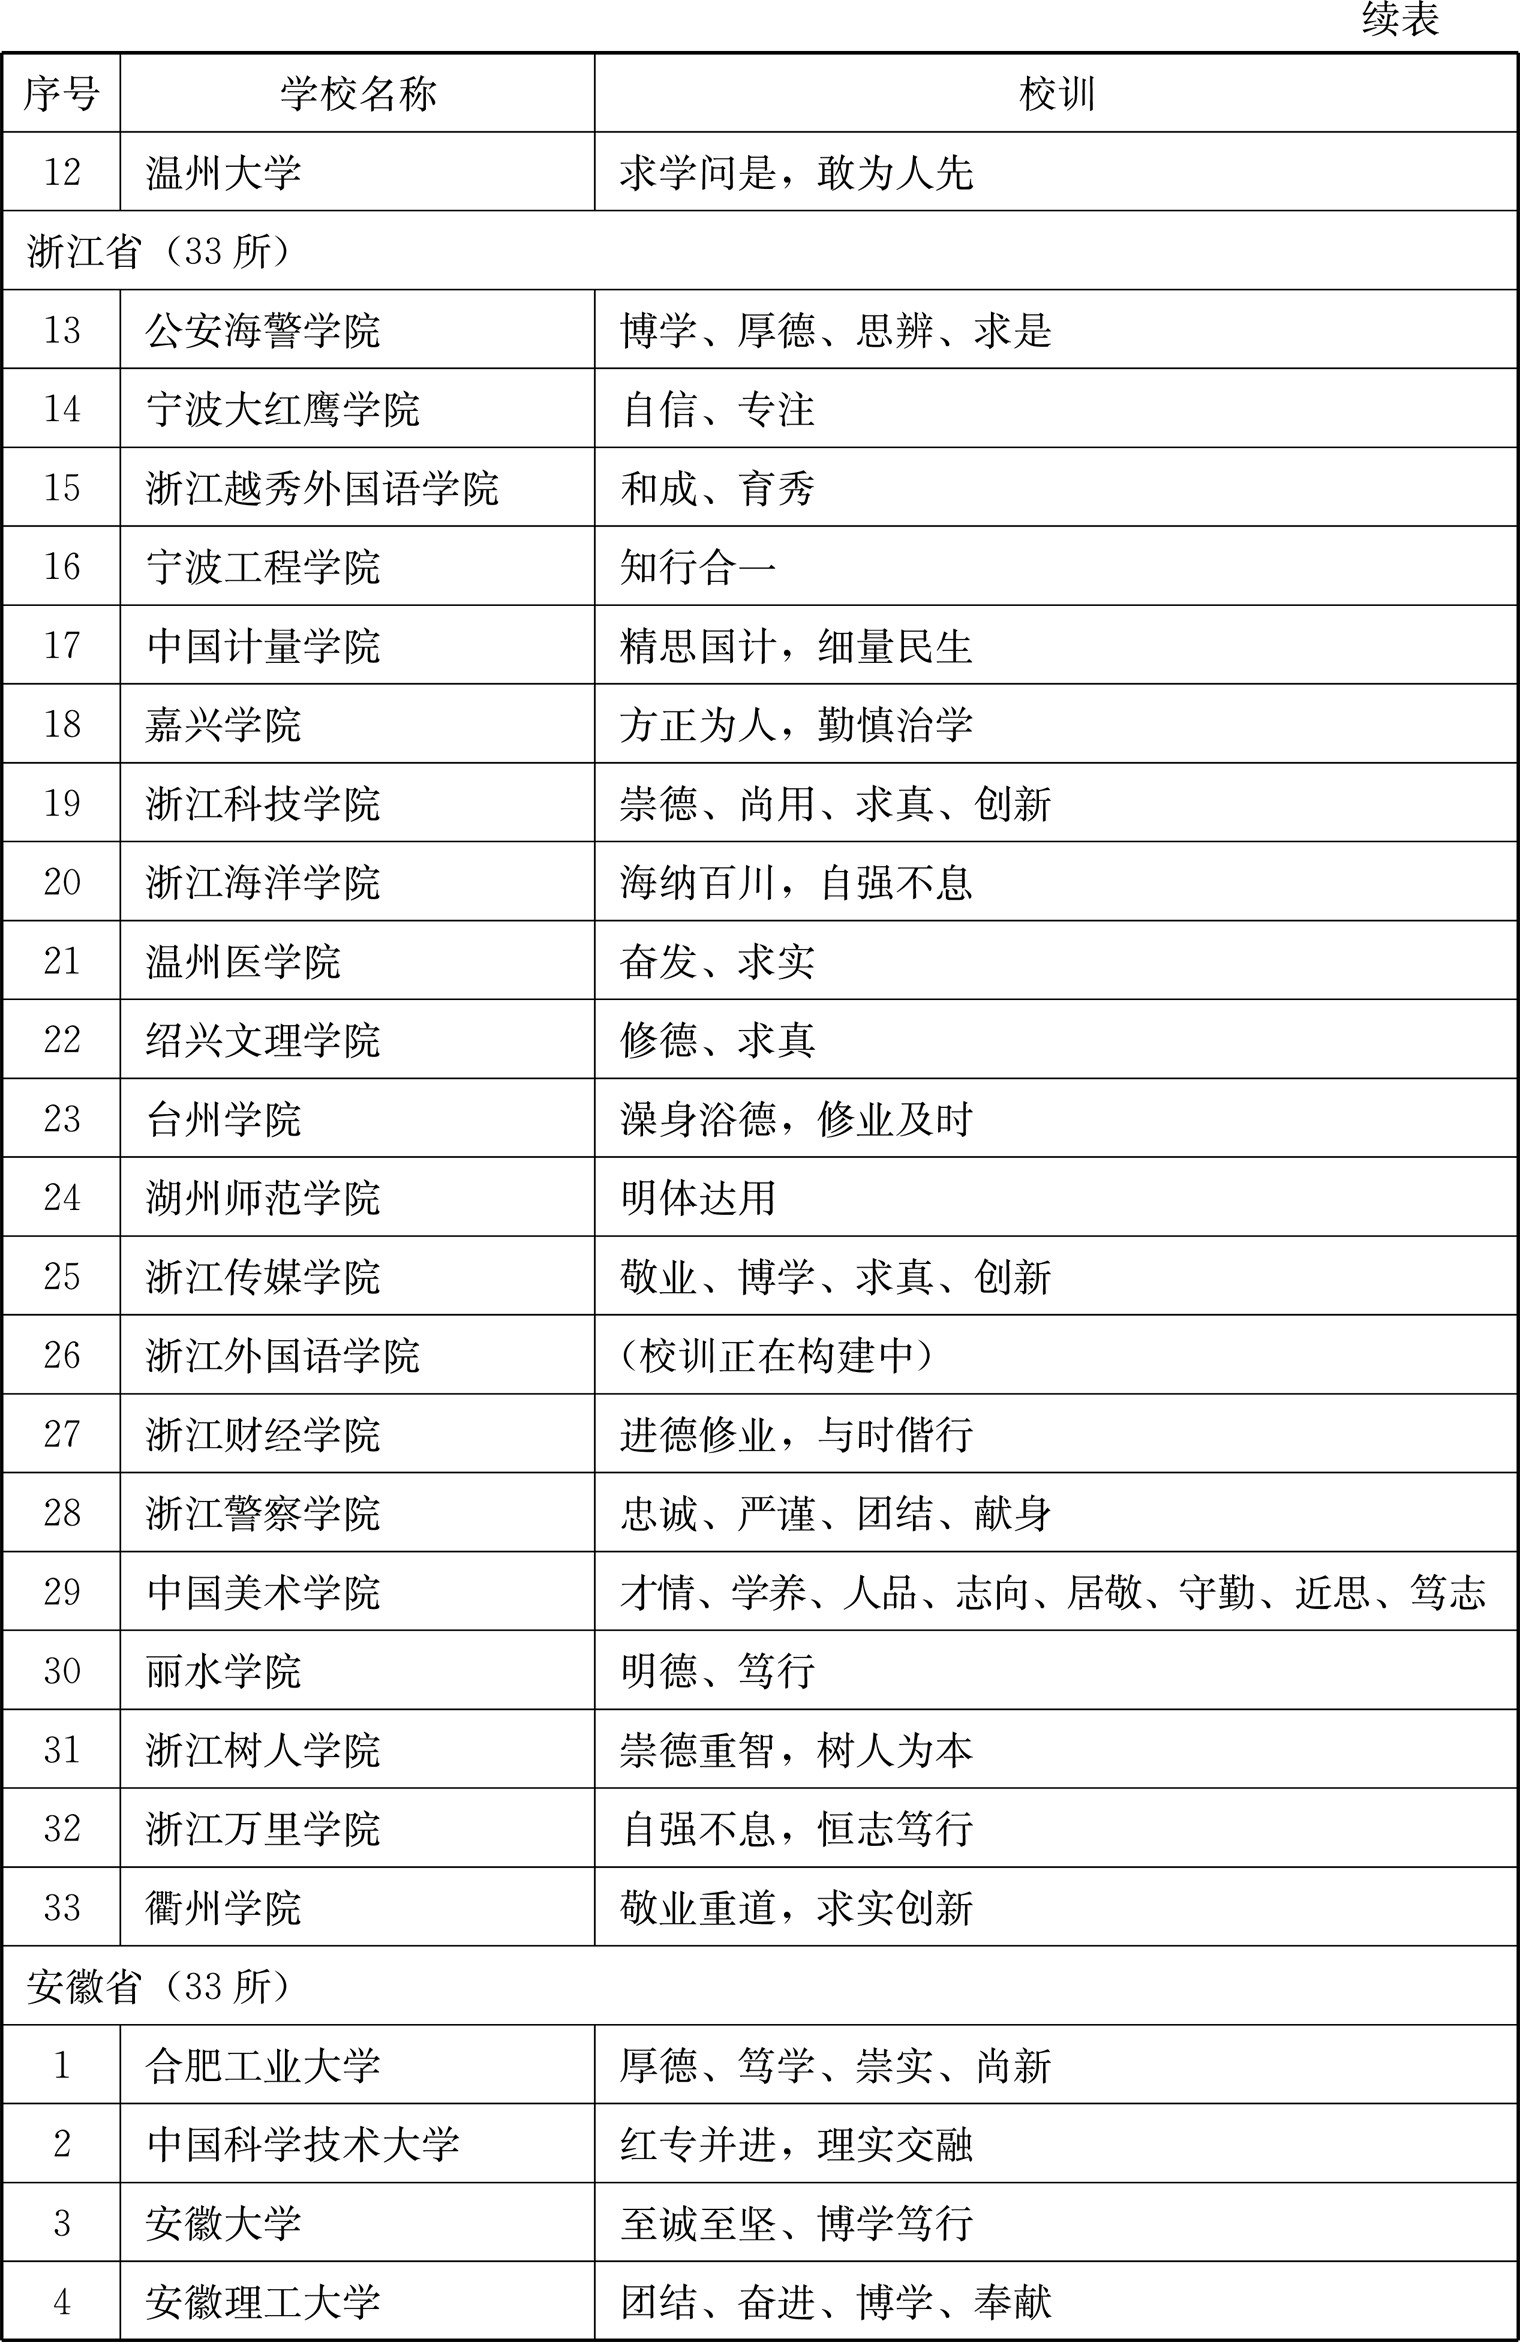 续表
序号 学校名称 校训
12 温州大学 求学问是，敢为人先
浙江省（33 所）
13 公安海警学院 博学、厚德、思辨、求是
14 宁波大红鹰学院 自信、专注
15 浙江越秀外国语学院 和成、育秀
16 宁波工程学院 知行合一
17 中国计量学院 精思国计，细量民生
18 嘉兴学院 方正为人，勤慎治学
19 浙江科技学院 崇德、尚用、求真、创新
20 浙江海洋学院 海纳百川，自强不息
21 温州医学院 奋发、求实
22 绍兴文理学院 修德、求真
23 台州学院 澡身浴德，修业及时
24 湖州师范学院 明体达用
25 浙江传媒学院 敬业、博学、求真、创新
26 浙江外国语学院 （校训正在构建中）
27 浙江财经学院 进德修业，与时偕行
28 浙江警察学院 忠诚、严谨、团结、献身
29 中国美术学院 才情、学养、人品、志向、居敬、守勤、近思、笃志
30 丽水学院 明德、笃行
31 浙江树人学院 崇德重智，树人为本
32 浙江万里学院 自强不息，恒志笃行
33 衢州学院 敬业重道，求实创新
安徽省（33 所）
1 合肥工业大学 厚德、笃学、崇实、尚新
2 中国科学技术大学 红专并进，理实交融
3 安徽大学 至诚至坚、博学笃行
4 安徽理工大学 团结、奋进、博学、奉献